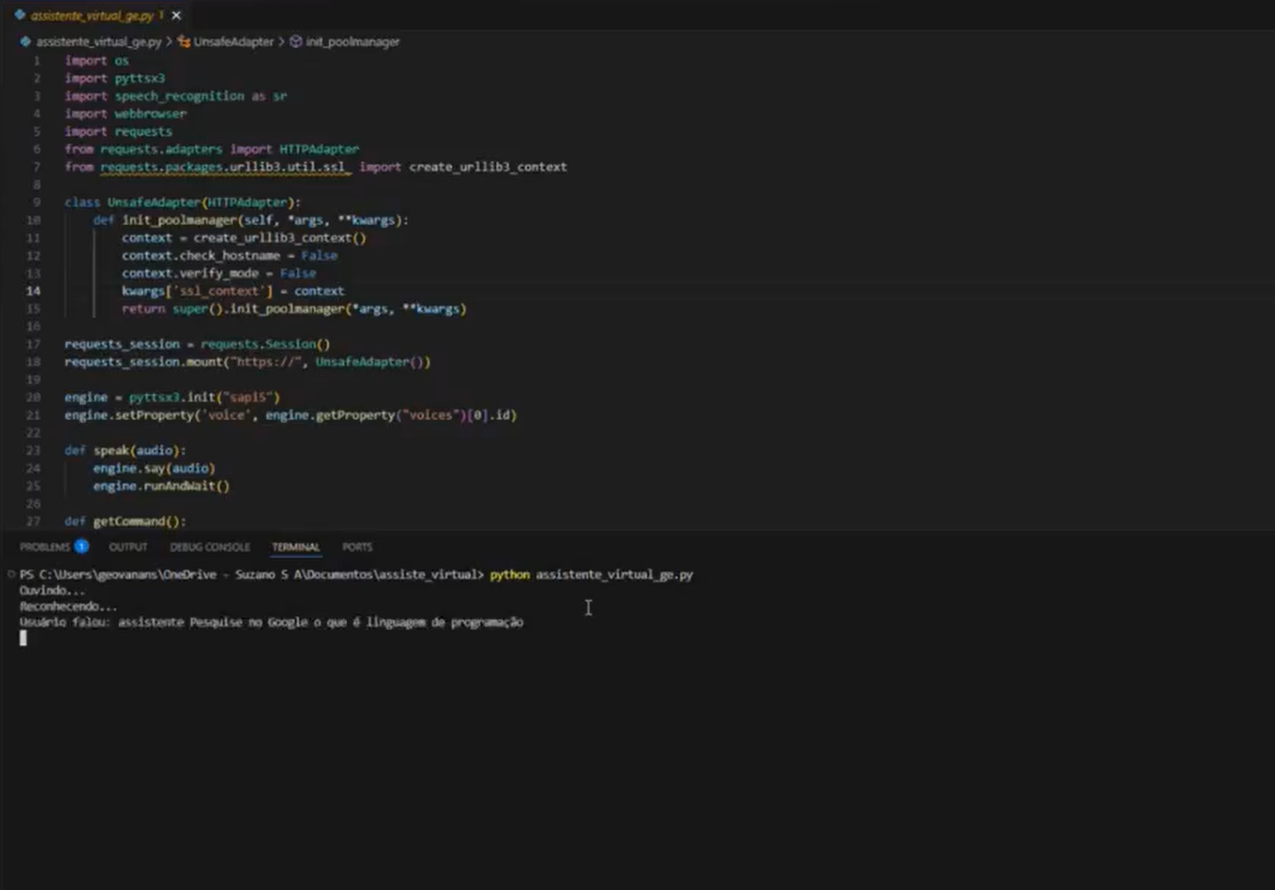 assistente_virtual_ge.py 1 ×
assistente_virtual_ge.py > UnsafeAdapter > init_poolmanager
1 import os
2 import pyttsx3
3 import speech_recognition as sr
4 import webbrowser
5 import requests
6 from requests.adapters import HTTPAdapter
7 from requests.packages.urllib3.util.ssl_ import create_urllib3_context
8
9 class UnsafeAdapter(HTTPAdapter):
10 def init_poolmanager(self, *args, **kwargs):
11 context = create_urllib3_context()
12 context.check_hostname = False
13 context.verify_mode = False
14 kwargs['ssl_context'] = context
15 return super().init_poolmanager(*args, **kwargs)
16
17 requests_session = requests.Session()
18 requests_session.mount("https://", UnsafeAdapter())
19
20 engine = pyttsx3.init("sapi5")
21 engine.setProperty('voice', engine.getProperty("voices")[0].id)
22
23 def speak(audio):
24 engine.say(audio)
25 engine.runAndWait()
26
27 def getCommand():
PROBLEMS 1 OUTPUT DEBUG CONSOLE TERMINAL PORTS
PS C:\Users\geovanans\OneDrive - Suzano S A\Documentos\assiste_virtual> python assistente_virtual_ge.py
Ouvindo...
Reconhecendo...
Usuário falou: assistente Pesquise no Google o que é linguagem de programação